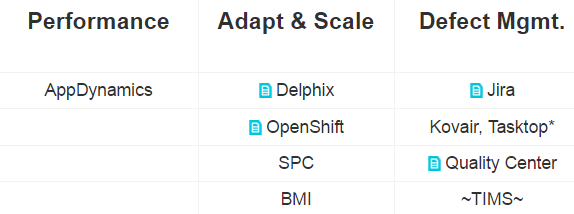 Performance Adapt & Scale Defect Mgmt.
AppDynamics Delphix Jira
OpenShift Kovair, Tasktop*
SPC Quality Center
BMI ~TIMS~